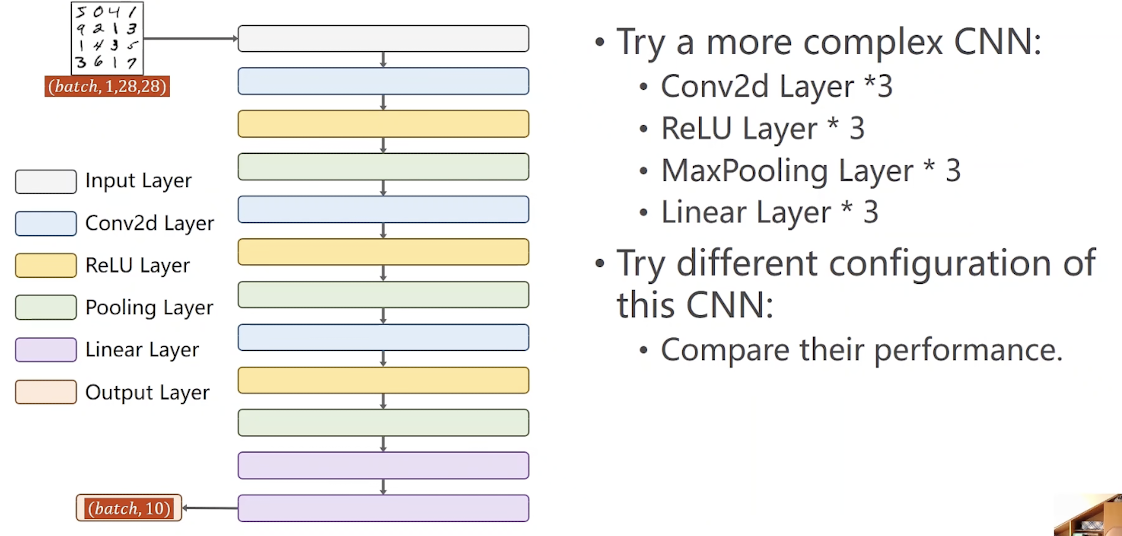 5 0 4 1
9 2 1 3
1 4 3 5
3 6 1 7
(batch, 1,28,28)
Input Layer
Conv2d Layer
ReLU Layer
Pooling Layer
Linear Layer
Output Layer
(batch, 10)
• Try a more complex CNN:
• Conv2d Layer *3
• ReLU Layer * 3
• MaxPooling Layer * 3
• Linear Layer * 3
• Try different configuration of
this CNN:
• Compare their performance.